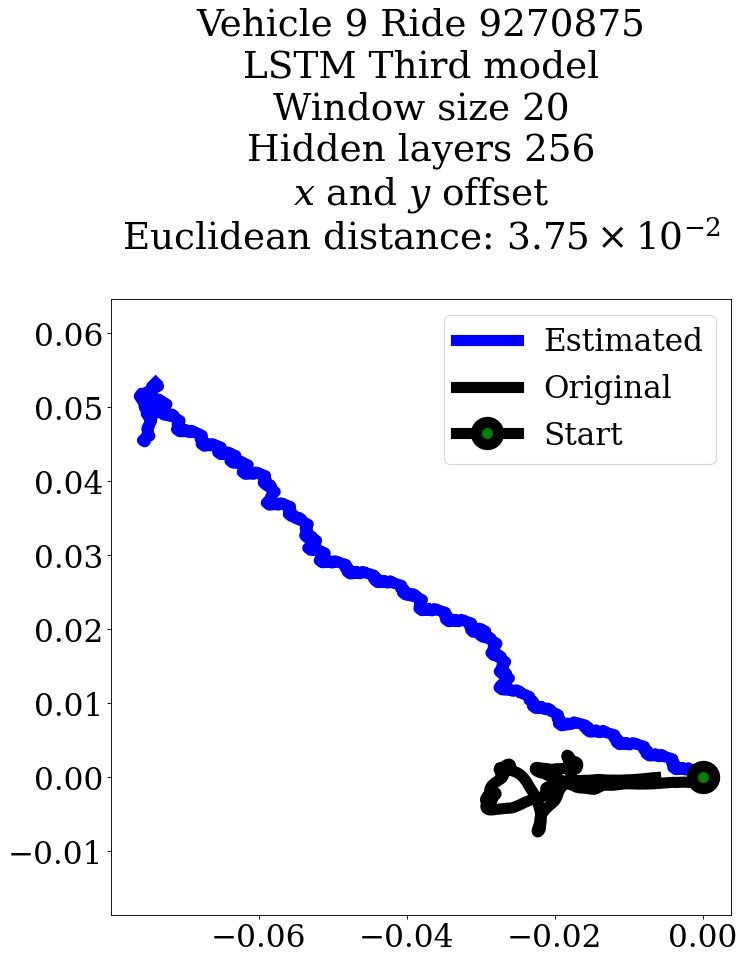 Vehicle 9 Ride 9270875
LSTM Third model
Window size 20
Hidden layers 256
x and y offset
Euclidean distance: 3.75 × 10⁻²
Estimated
Original
Start
0.06
0.05
0.04
0.03
0.02
0.01
0.00
−0.01
−0.06
−0.04
−0.02
0.00